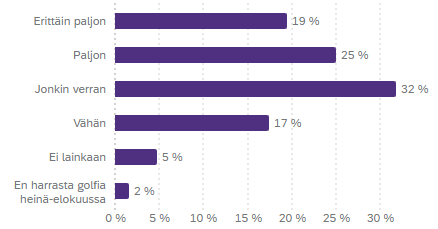 Erittäin paljon
19 %
Paljon
25 %
Jonkin verran
32 %
Vähän
17 %
Ei lainkaan
5 %
En harrasta golfia
heinä-elokuussa
2 %
0 %
5 %
10 %
15 %
20 %
25 %
30 %